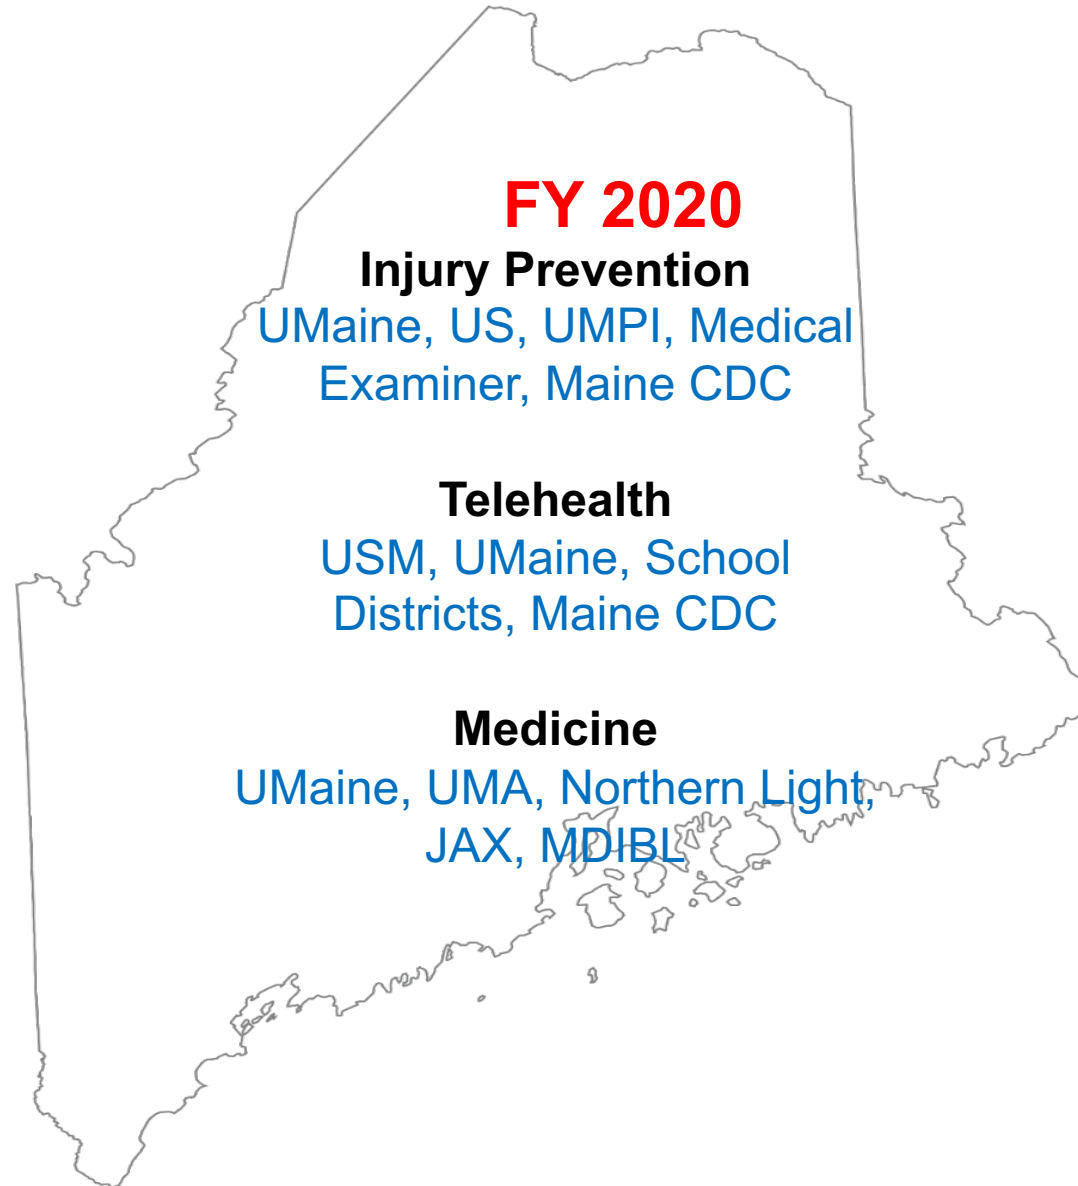 FY 2020
Injury Prevention
UMaine, US, UMPI, Medical
Examiner, Maine CDC
Telehealth
USM, UMaine, School
Districts, Maine CDC
Medicine
UMaine, UMA, Northern Light,
JAX, MDIBL